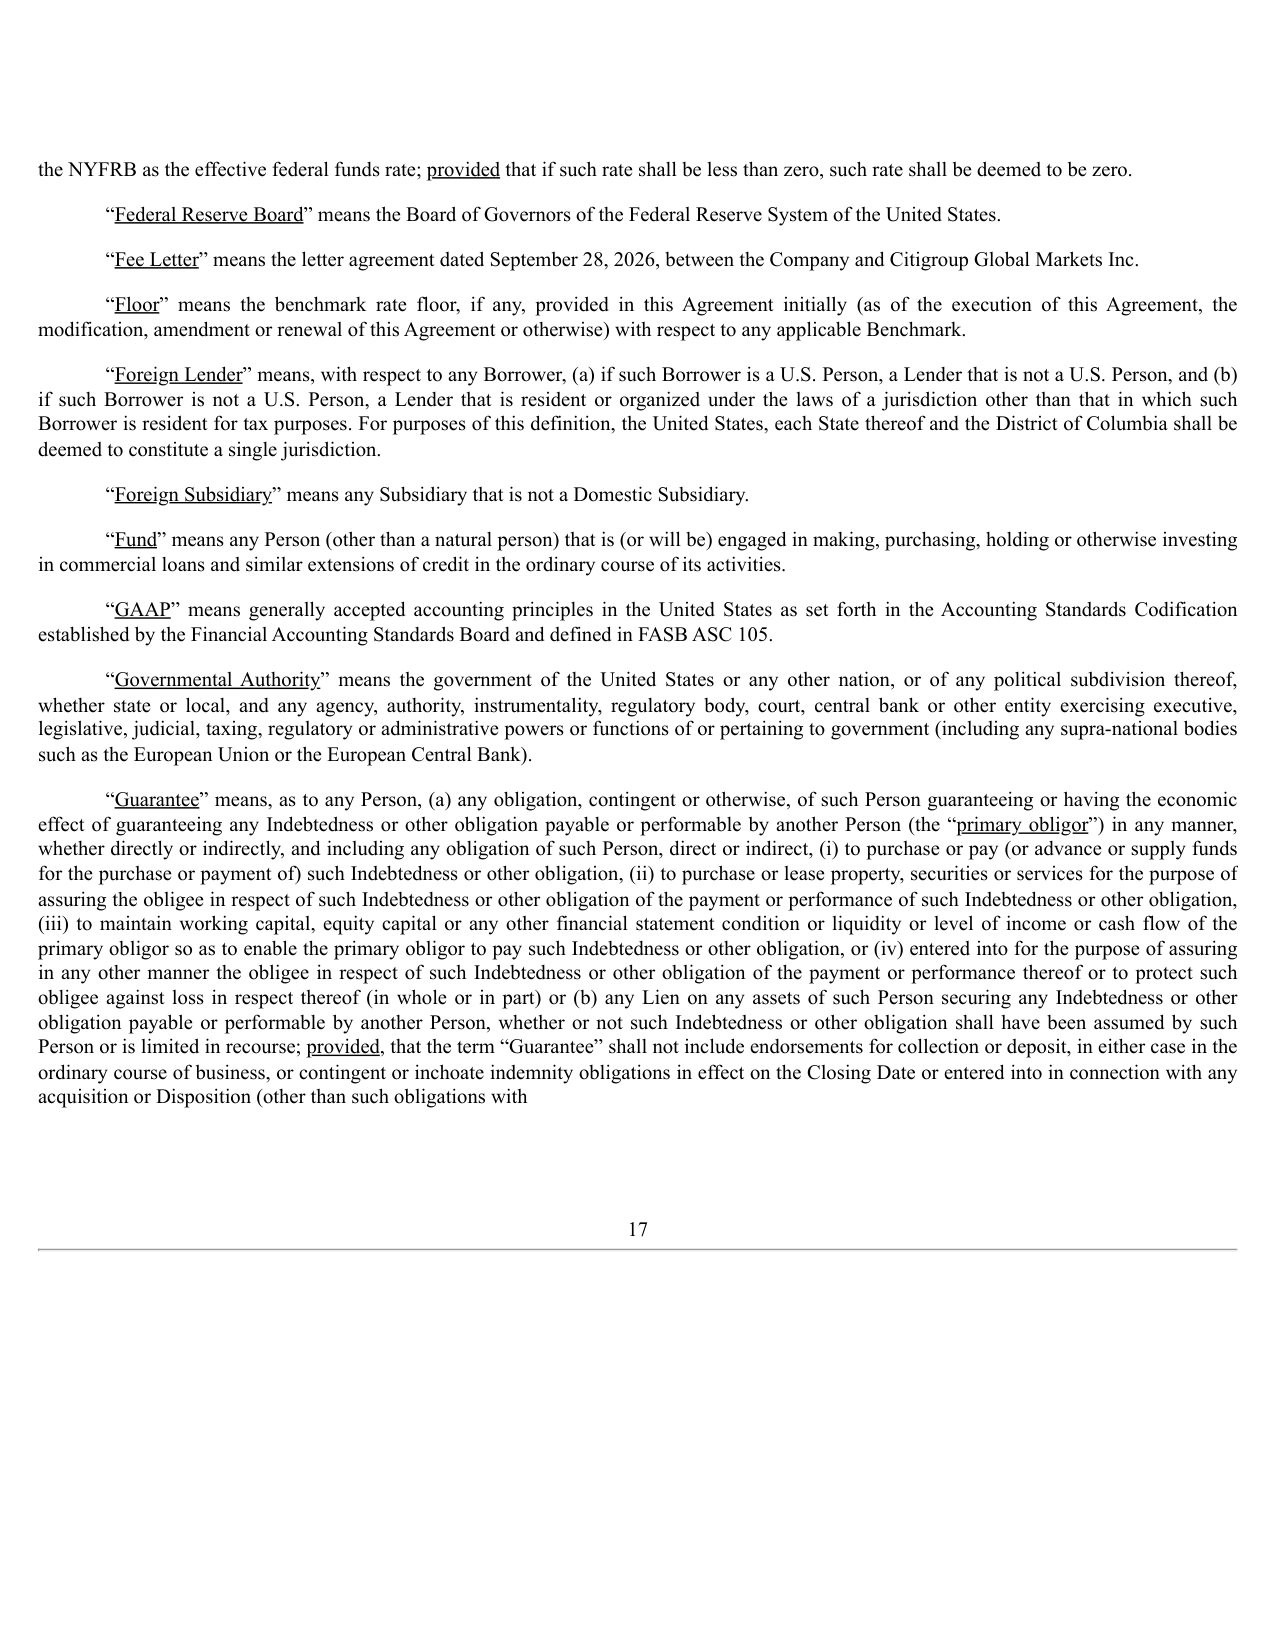 the NYFRB as the effective federal funds rate; provided that if such rate shall be less than zero, such rate shall be deemed to be zero.
“Federal Reserve Board” means the Board of Governors of the Federal Reserve System of the United States.
“Fee Letter” means the letter agreement dated September 28, 2026, between the Company and Citigroup Global Markets Inc.
“Floor” means the benchmark rate floor, if any, provided in this Agreement initially (as of the execution of this Agreement, the
modification, amendment or renewal of this Agreement or otherwise) with respect to any applicable Benchmark.
“Foreign Lender” means, with respect to any Borrower, (a) if such Borrower is a U.S. Person, a Lender that is not a U.S. Person, and (b)
if such Borrower is not a U.S. Person, a Lender that is resident or organized under the laws of a jurisdiction other than that in which such
Borrower is resident for tax purposes. For purposes of this definition, the United States, each State thereof and the District of Columbia shall be
deemed to constitute a single jurisdiction.
“Foreign Subsidiary” means any Subsidiary that is not a Domestic Subsidiary.
“Fund” means any Person (other than a natural person) that is (or will be) engaged in making, purchasing, holding or otherwise investing
in commercial loans and similar extensions of credit in the ordinary course of its activities.
“GAAP” means generally accepted accounting principles in the United States as set forth in the Accounting Standards Codification
established by the Financial Accounting Standards Board and defined in FASB ASC 105.
“Governmental Authority” means the government of the United States or any other nation, or of any political subdivision thereof,
whether state or local, and any agency, authority, instrumentality, regulatory body, court, central bank or other entity exercising executive,
legislative, judicial, taxing, regulatory or administrative powers or functions of or pertaining to government (including any supra-national bodies
such as the European Union or the European Central Bank).
“Guarantee” means, as to any Person, (a) any obligation, contingent or otherwise, of such Person guaranteeing or having the economic
effect of guaranteeing any Indebtedness or other obligation payable or performable by another Person (the “primary obligor”) in any manner,
whether directly or indirectly, and including any obligation of such Person, direct or indirect, (i) to purchase or pay (or advance or supply funds
for the purchase or payment of) such Indebtedness or other obligation, (ii) to purchase or lease property, securities or services for the purpose of
assuring the obligee in respect of such Indebtedness or other obligation of the payment or performance of such Indebtedness or other obligation,
(iii) to maintain working capital, equity capital or any other financial statement condition or liquidity or level of income or cash flow of the
primary obligor so as to enable the primary obligor to pay such Indebtedness or other obligation, or (iv) entered into for the purpose of assuring
in any other manner the obligee in respect of such Indebtedness or other obligation of the payment or performance thereof or to protect such
obligee against loss in respect thereof (in whole or in part) or (b) any Lien on any assets of such Person securing any Indebtedness or other
obligation payable or performable by another Person, whether or not such Indebtedness or other obligation shall have been assumed by such
Person or is limited in recourse; provided, that the term “Guarantee” shall not include endorsements for collection or deposit, in either case in the
ordinary course of business, or contingent or inchoate indemnity obligations in effect on the Closing Date or entered into in connection with any
acquisition or Disposition (other than such obligations with
17